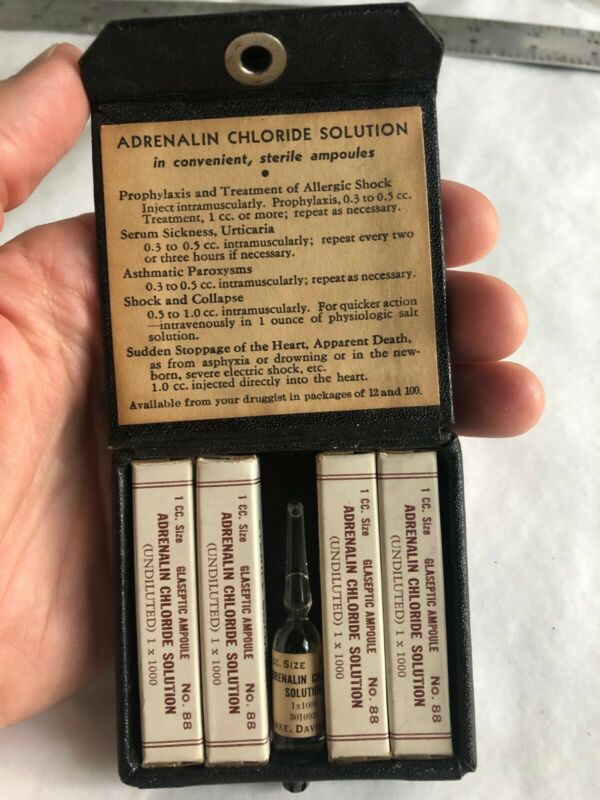 ADRENALIN CHLORIDE SOLUTION
in convenient, sterile ampoules
Prophylaxis and Treatment of Allergic Shock
Inject intramuscularly. Prophylaxis, 0.3 to 0.5 cc.
Treatment, 1 cc. or more; repeat as necessary.
Serum Sickness, Urticaria
0.3 to 0.5 cc. intramuscularly; repeat every two
or three hours if necessary.
Asthmatic Paroxysms
0.3 to 0.5 cc. intramuscularly; repeat as necessary.
Shock and Collapse
0.5 to 1.0 cc. intramuscularly. For quicker action
—intravenously in 1 ounce of physiologic salt
solution.
Sudden Stoppage of the Heart, Apparent Death,
as from asphyxia or drowning or in the new-
born, severe electric shock, etc.
1.0 cc. injected directly into the heart.
Available from your druggist in packages of 12 and 100.
1 CC. Size GLASEPTIC AMPOULE No. 88
ADRENALIN CHLORIDE SOLUTION
(UNDILUTED) 1 x 1000
1 CC. Size GLASEPTIC AMPOULE No. 88
ADRENALIN CHLORIDE SOLUTION
(UNDILUTED) 1 x 1000
CC. SIZE
DRENALIN CH
SOLUTIO
1x1000
RKE, DAV
1 CC. Size GLASEPTIC AMPOULE No. 88
ADRENALIN CHLORIDE SOLUTION
(UNDILUTED) 1 x 1000
1 CC. Size GLASEPTIC AMPOULE No. 88
ADRENALIN CHLORIDE SOLUTION
(UNDILUTED) 1 x 1000